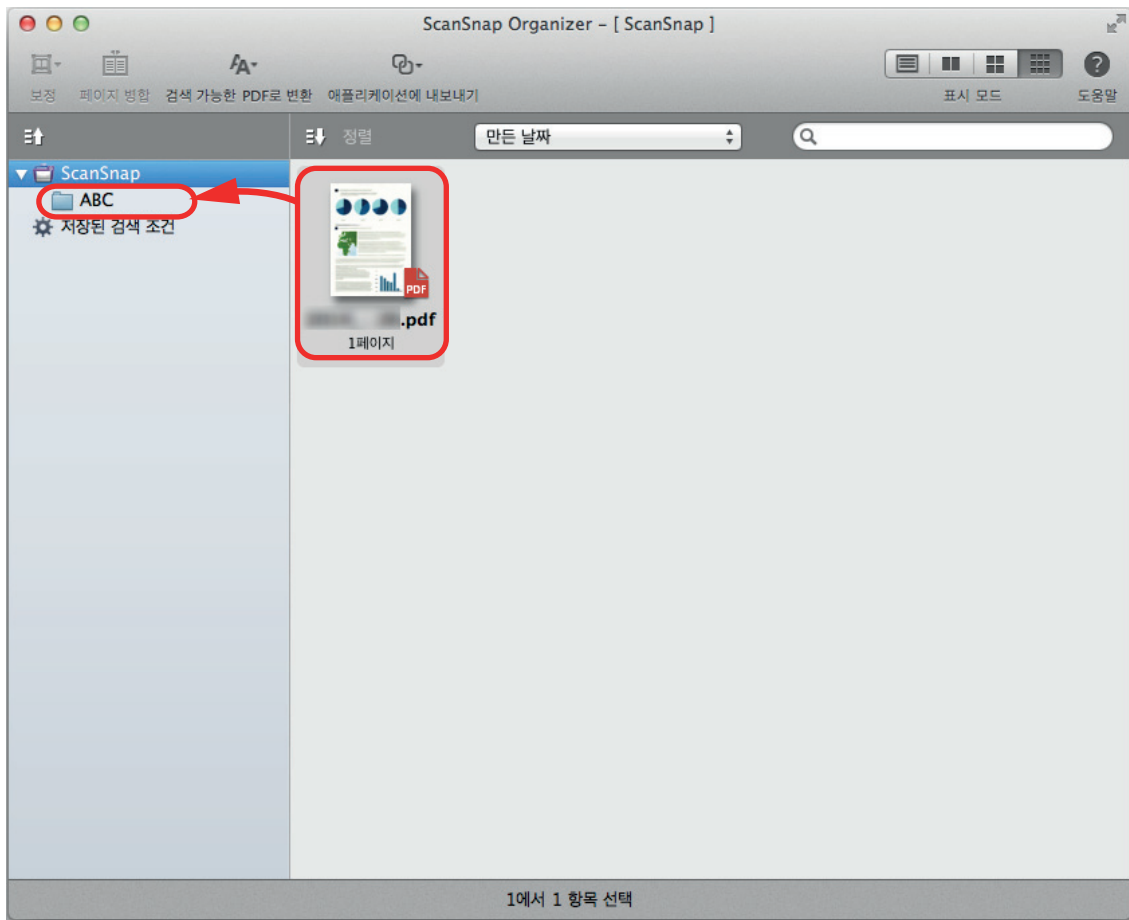 ScanSnap Organizer – [ ScanSnap ]
보정 페이지 병합 검색 가능한 PDF로 변환 애플리케이션에 내보내기 표시 모드 도움말
정렬 만든 날짜
ScanSnap
ABC
저장된 검색 조건
PDF
.pdf
1페이지
1에서 1 항목 선택